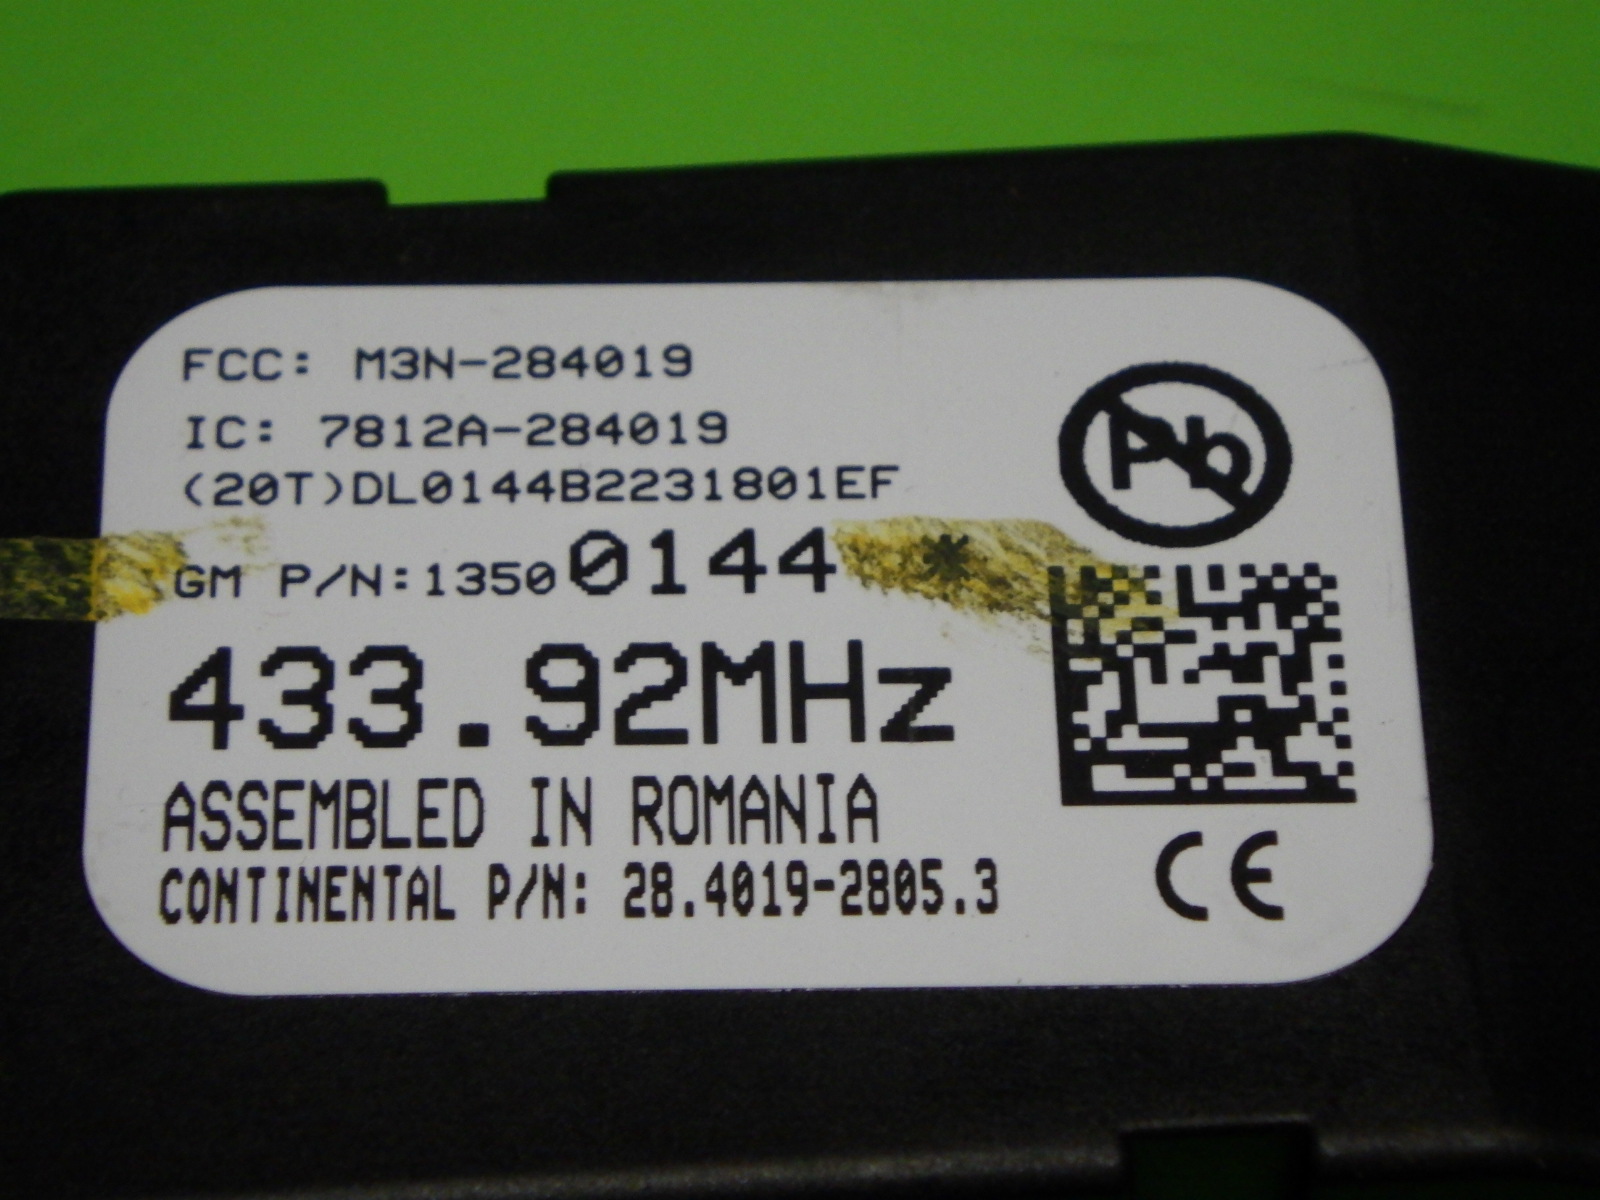 FCC: M3N-284019
IC: 7812A-284019
(20T)DL0144B2231801EF
GM P/N:13500144
433.92MHz
ASSEMBLED IN ROMANIA
CONTINENTAL P/N: 28.4019-2805.3
Pb
CE